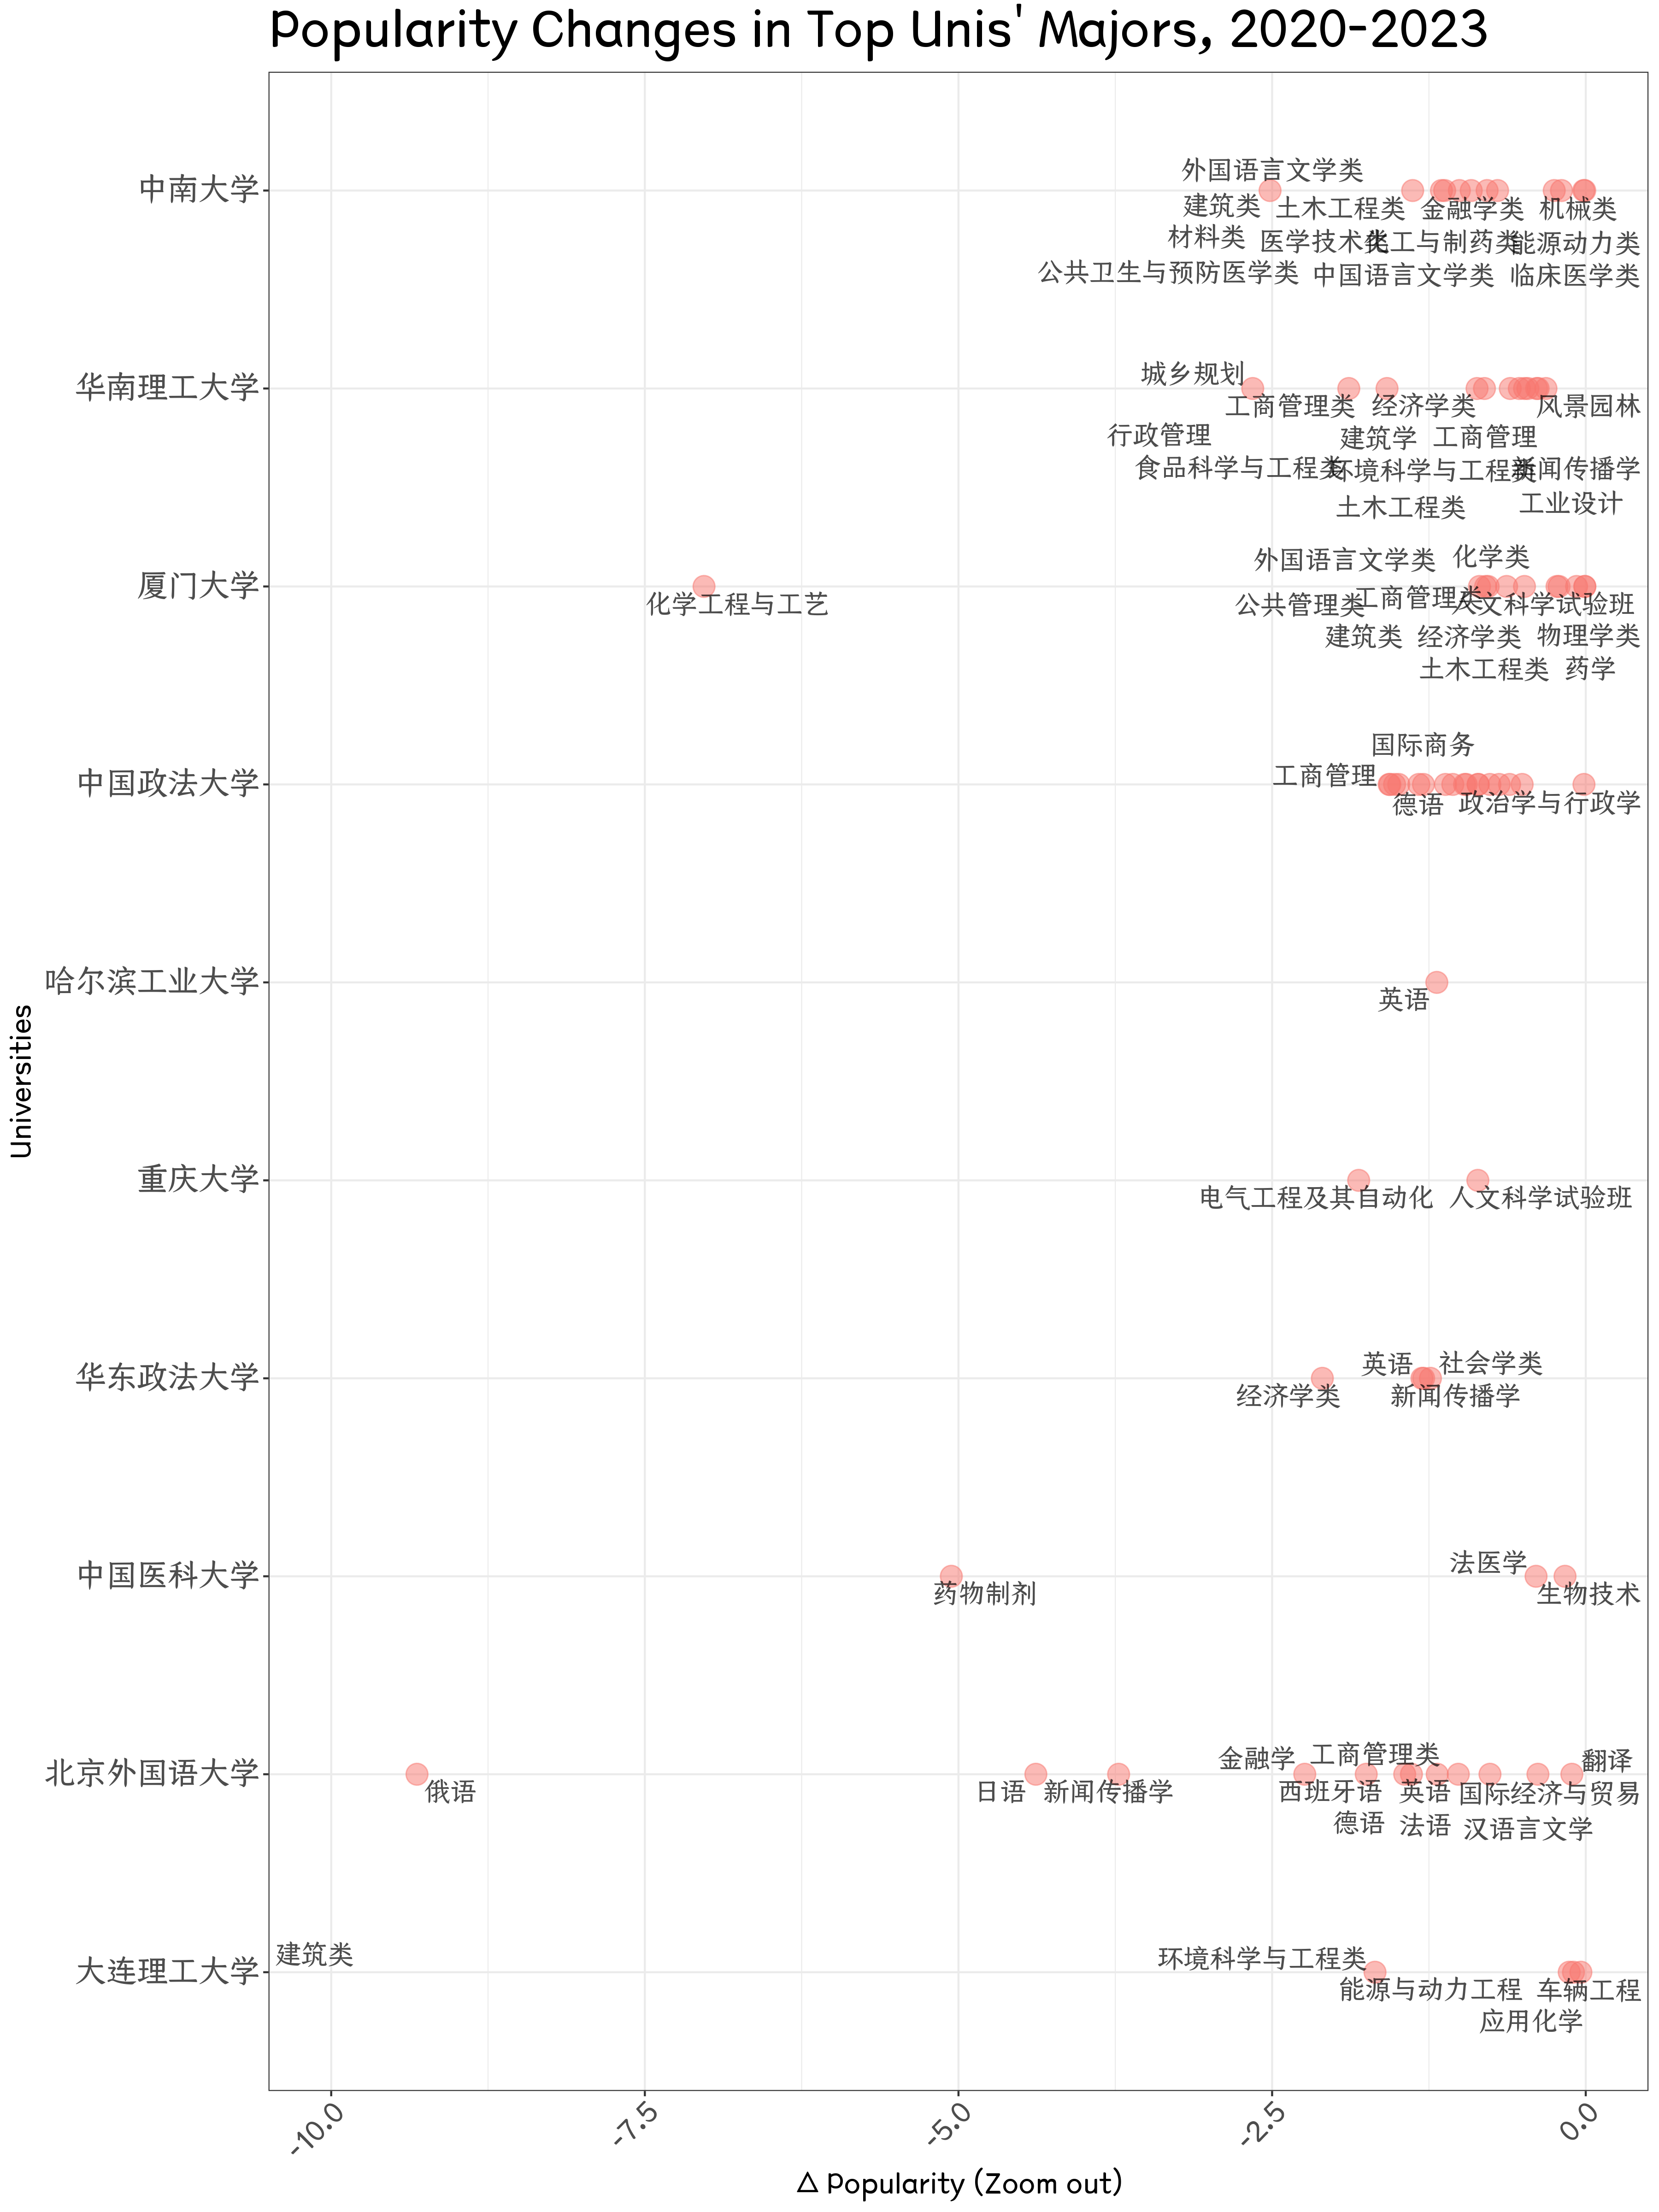 Popularity Changes in Top Unis' Majors, 2020-2023
中南大学
外国语言文学类
建筑类 土木工程类 金融学类 机械类
材料类 医学技术类 化工与制药类 能源动力类
公共卫生与预防医学类 中国语言文学类 临床医学类
华南理工大学
城乡规划
工商管理类 经济学类 风景园林
行政管理 建筑学 工商管理
食品科学与工程类 环境科学与工程类 新闻传播学
土木工程类 工业设计
厦门大学
外国语言文学类 化学类
化学工程与工艺 公共管理类 工商管理类 人文科学试验班
建筑类 经济学类 物理学类
土木工程类 药学
中国政法大学
国际商务
工商管理
德语 政治学与行政学
哈尔滨工业大学
英语
重庆大学
电气工程及其自动化 人文科学试验班
华东政法大学
英语 社会学类
经济学类 新闻传播学
中国医科大学
法医学
药物制剂 生物技术
北京外国语大学
金融学 工商管理类 翻译
俄语 日语 新闻传播学 西班牙语 英语 国际经济与贸易
德语 法语 汉语言文学
大连理工大学
建筑类 环境科学与工程类
能源与动力工程 车辆工程
应用化学
Universities
-10.0 -7.5 -5.0 -2.5 0.0
△ Popularity (Zoom out)